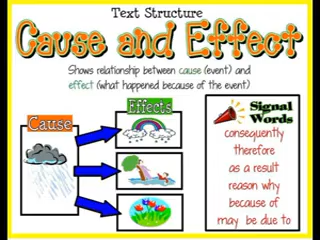 Text Structure
Cause and Effect
Shows relationship between cause (event) and
effect (what happened because of the event)
Cause
Effects
Signal
Words
consequently
therefore
as a result
reason why
because of
may be due to